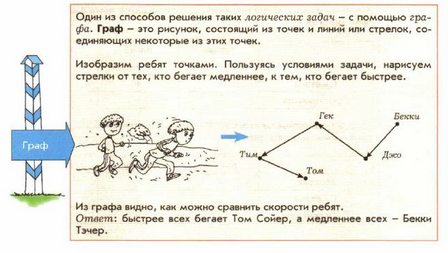 Один из способов решения таких логических задач – с помощью гра-
фа. Граф – это рисунок, состоящий из точек и линий или стрелок, со-
единяющих некоторые из этих точек.
Изобразим ребят точками. Пользуясь условиями задачи, нарисуем
стрелки от тех, кто бегает медленнее, к тем, кто бегает быстрее.
Граф
Гек
Бекки
Тим
Джо
Том
Из графа видно, как можно сравнить скорости ребят.
Ответ: быстрее всех бегает Том Сойер, а медленнее всех – Бекки
Тэчер.